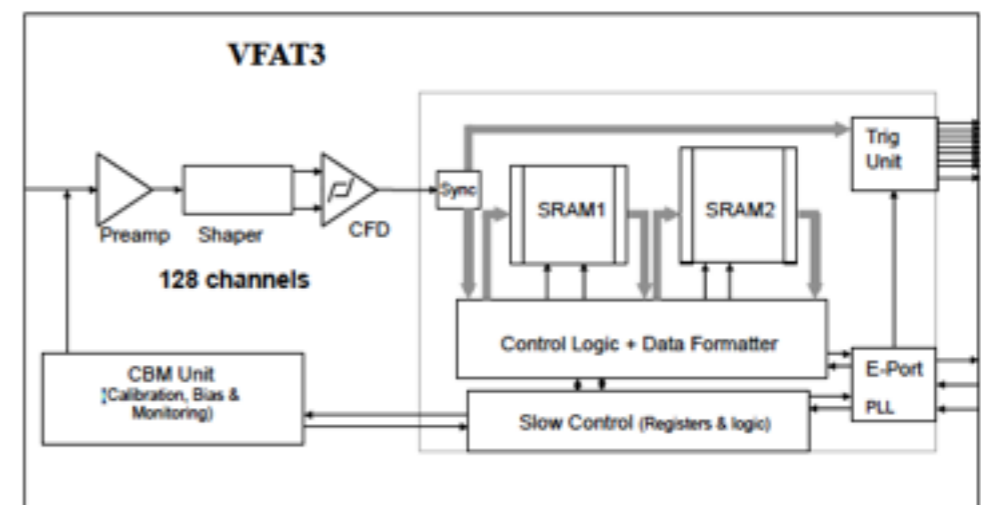 VFAT3
Trig
Unit
Sync
SRAM1
SRAM2
Preamp
Shaper
CFD
128 channels
Control Logic + Data Formatter
CBM Unit
(Calibration, Bias &
Monitoring)
E-Port
PLL
Slow Control (Registers & logic)